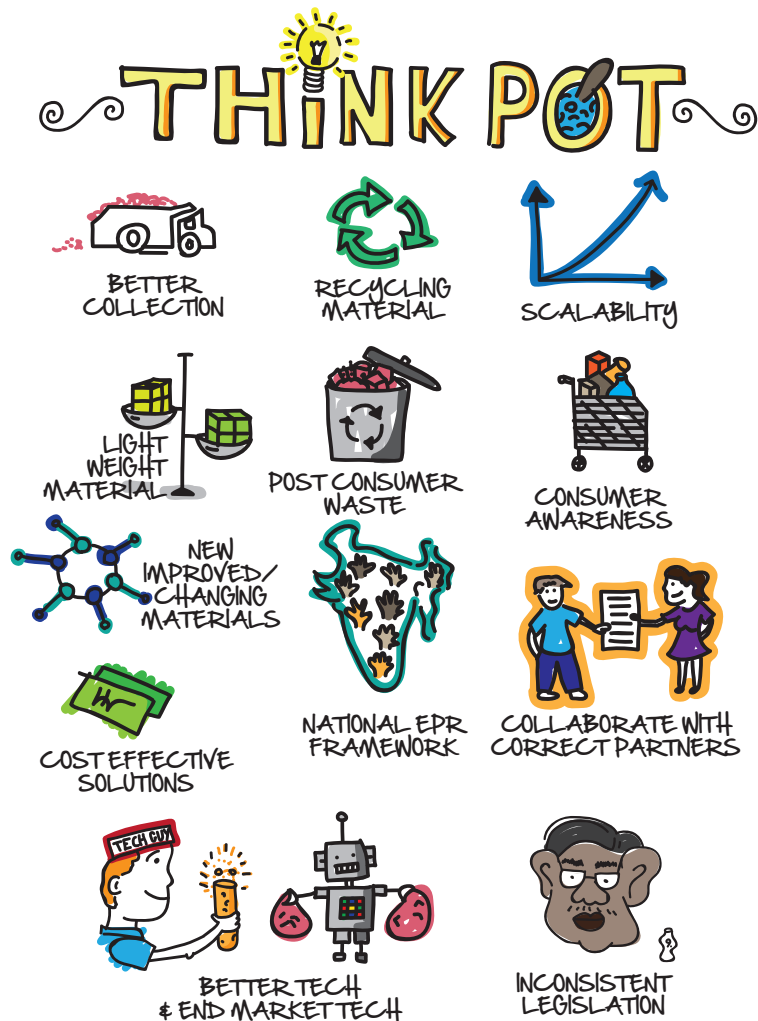 THINK POT
BETTER
COLLECTION
RECYCLING
MATERIAL
SCALABILITY
LIGHT
WEIGHT
MATERIAL
POST CONSUMER
WASTE
CONSUMER
AWARENESS
NEW
IMPROVED/
CHANGING
MATERIALS
COST EFFECTIVE
SOLUTIONS
NATIONAL EPR
FRAMEWORK
COLLABORATE WITH
CORRECT PARTNERS
TECH GUY
BETTER TECH
& END MARKET TECH
INCONSISTENT
LEGISLATION